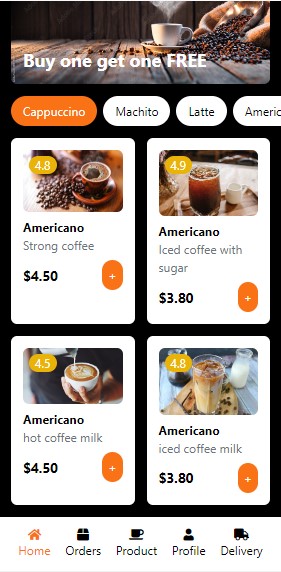 Buy one get one FREE
Cappuccino Machito Latte Americ
4.8
Americano
Strong coffee
$4.50 +
4.9
Americano
Iced coffee with
sugar
$3.80 +
4.5
Americano
hot coffee milk
$4.50 +
4.8
Americano
iced coffee milk
$3.80 +
Home Orders Product Profile Delivery